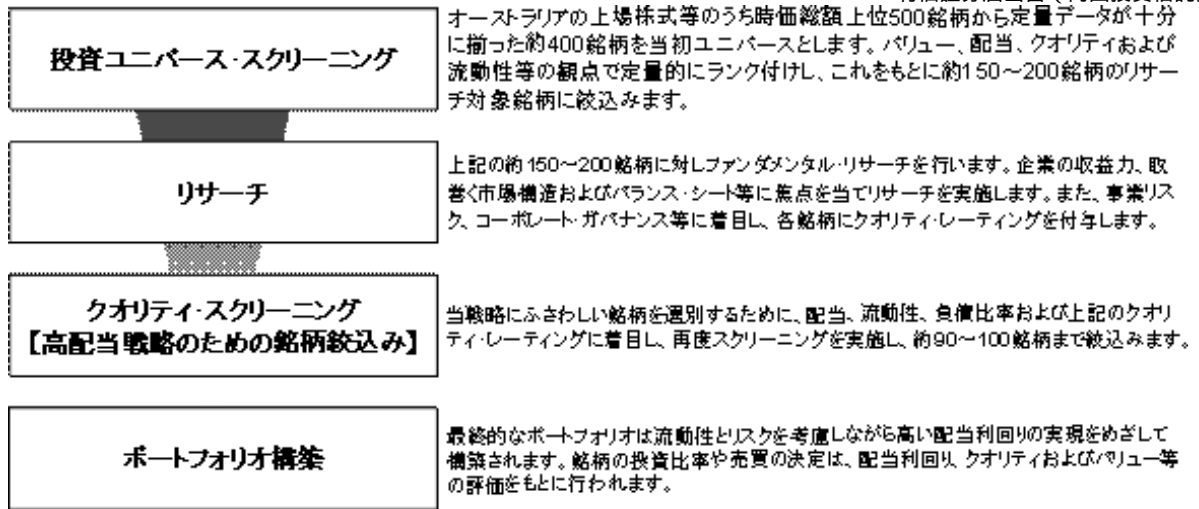 投資ユニバース・スクリーニング
オーストラリアの上場株式等のうち時価総額上位500銘柄から定量データが十分
に揃った約400銘柄を当初ユニバースとします。バリュー、配当、クオリティおよび
流動性等の観点で定量的にランク付けし、これをもとに約150～200銘柄のリサー
チ対象銘柄に絞込みます。
リサーチ
上記の約150～200銘柄に対しファンダメンタル・リサーチを行います。企業の収益力、取
巻く市場構造およびバランス・シート等に焦点を当てリサーチを実施します。また、事業リス
ク、コーポレート・ガバナンス等に着目し、各銘柄にクオリティ・レーティングを付与します。
クオリティ・スクリーニング
【高配当戦略のための銘柄絞込み】
当戦略にふさわしい銘柄を選別するために、配当、流動性、負債比率および上記のクオリ
ティ・レーティングに着目し、再度スクリーニングを実施し、約90～100銘柄まで絞込みます。
ポートフォリオ構築
最終的なポートフォリオは流動性とリスクを考慮しながら高い配当利回りの実現をめざして
構築されます。銘柄の投資比率や売買の決定は、配当利回り、クオリティおよびバリュー等
の評価をもとに行われます。